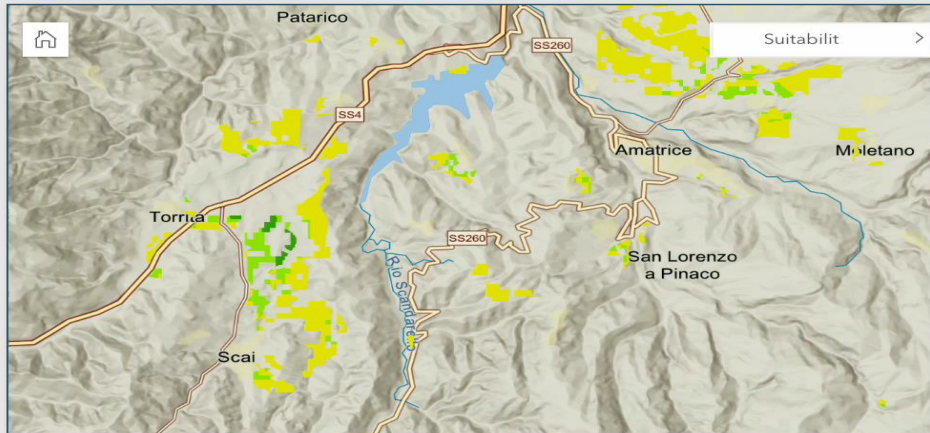 Patarico
SS260
Suitabilit
SS4
Amatrice
Moletano
Torrita
SS260
San Lorenzo
a Pinaco
Rio Scandarello
Scai